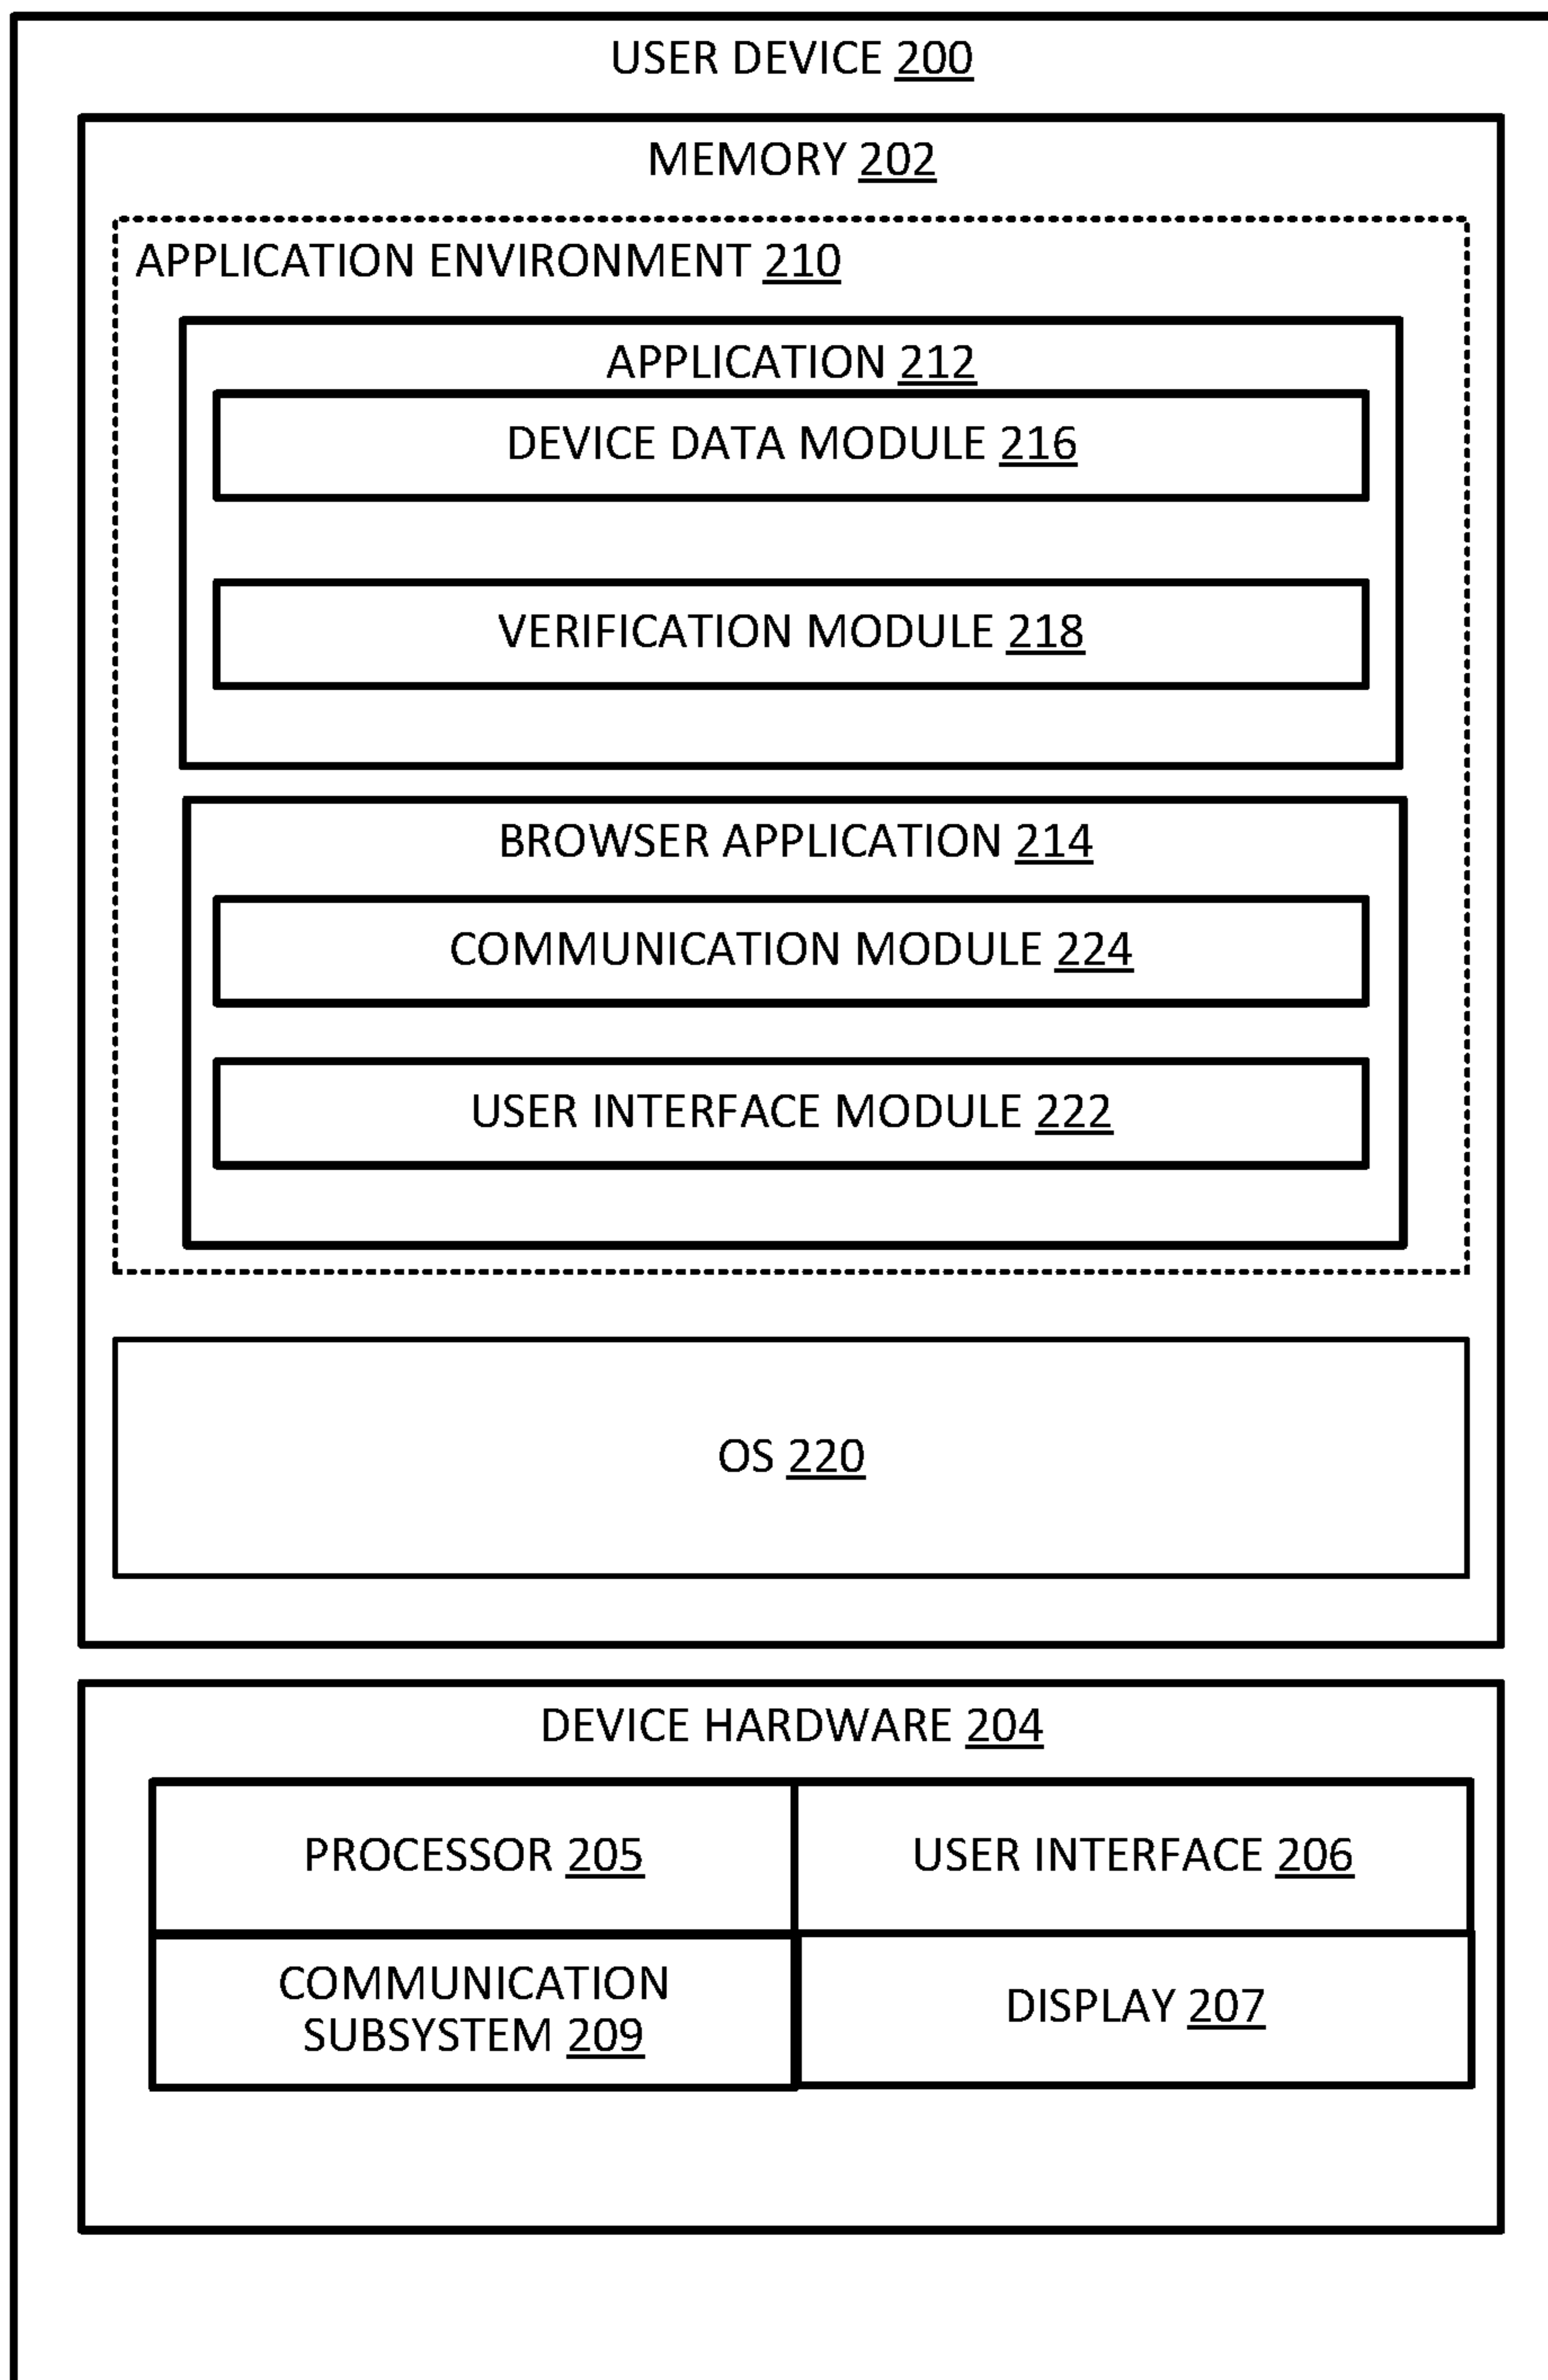 USER DEVICE 200
MEMORY 202
APPLICATION ENVIRONMENT 210
APPLICATION 212
DEVICE DATA MODULE 216
VERIFICATION MODULE 218
BROWSER APPLICATION 214
COMMUNICATION MODULE 224
USER INTERFACE MODULE 222
OS 220
DEVICE HARDWARE 204
PROCESSOR 205
USER INTERFACE 206
COMMUNICATION
SUBSYSTEM 209
DISPLAY 207